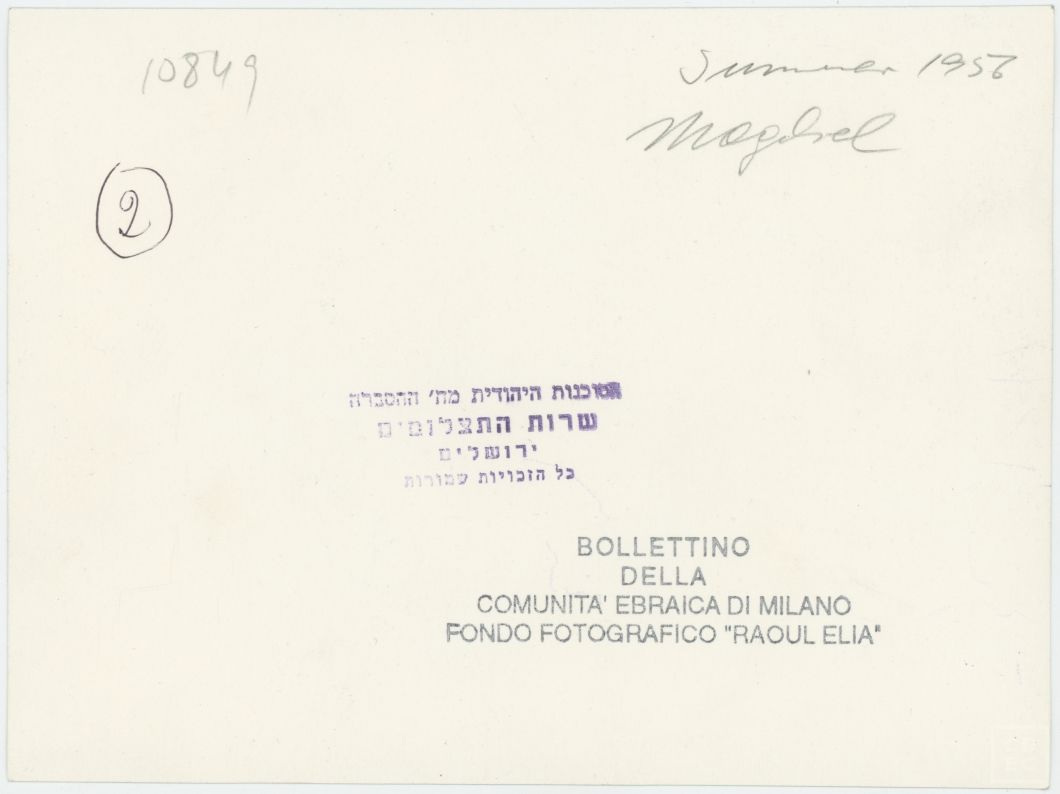 10849
Summer 1956
2
הסוכנות היהודית מח׳ ההסברה
שרות התצלומים
ירושלים
כל הזכויות שמורות
BOLLETTINO
DELLA
COMUNITA' EBRAICA DI MILANO
FONDO FOTOGRAFICO "RAOUL ELIA"